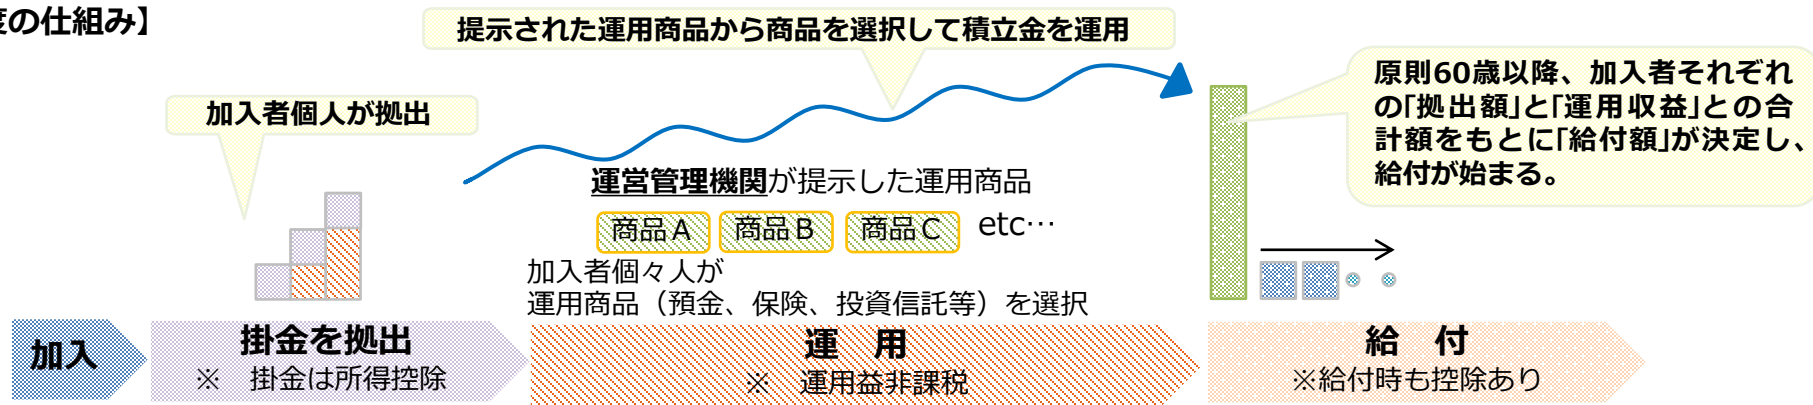 度の仕組み】
提示された運用商品から商品を選択して積立金を運用
加入者個人が拠出
原則60歳以降、加入者それぞれ
の｢拠出額｣と｢運用収益｣との合
計額をもとに｢給付額｣が決定し、
給付が始まる。
運営管理機関が提示した運用商品
商品Ａ
商品Ｂ
商品Ｃ
etc…
加入者個々人が
運用商品（預金、保険、投資信託等）を選択
加入
掛金を拠出
※　掛金は所得控除
運　用
※　運用益非課税
給　付
※給付時も控除あり